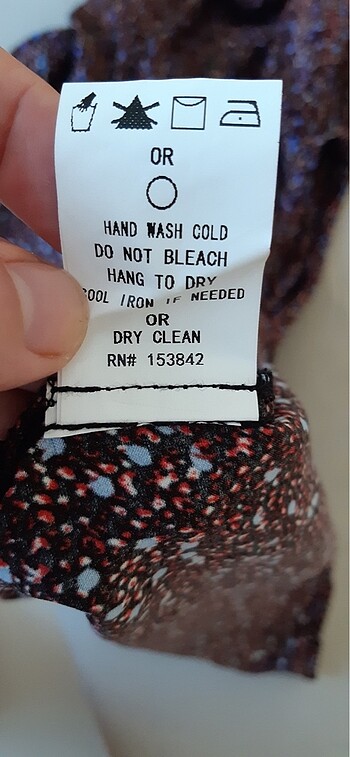 OR
HAND WASH COLD
DO NOT BLEACH
HANG TO DRY
COOL IRON IF NEEDED
OR
DRY CLEAN
RN# 153842